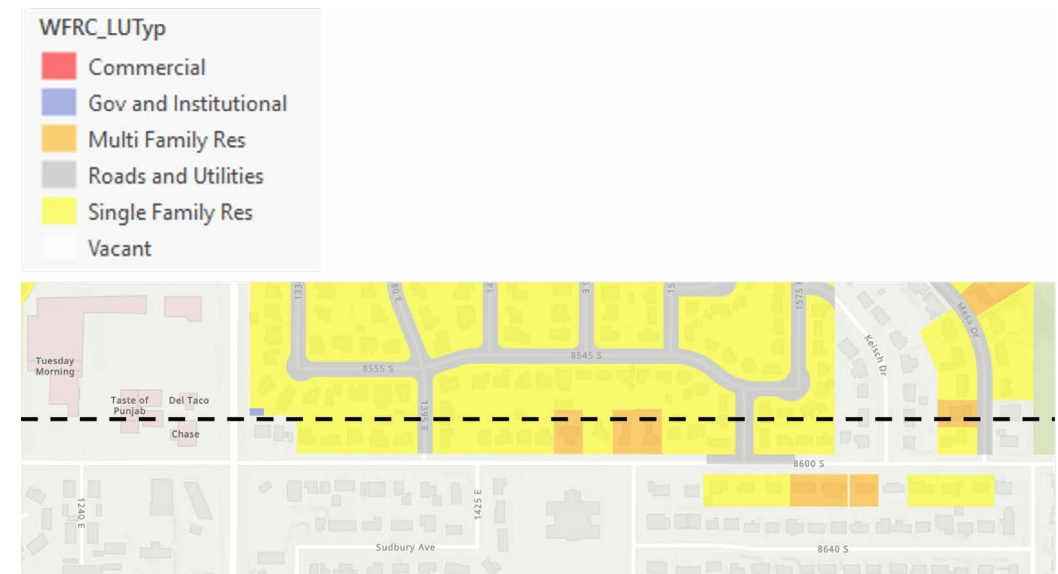 WFRC_LUTyp
Commercial
Gov and Institutional
Multi Family Res
Roads and Utilities
Single Family Res
Vacant
80 E
1575
Mesa Dr
Kelsch Dr
Tuesday
Morning
8555 S
8545 S
Taste of
Punjab
Del Taco
Chase
1395 E
8600 S
1240 E
1425 E
Sudbury Ave
8640 S